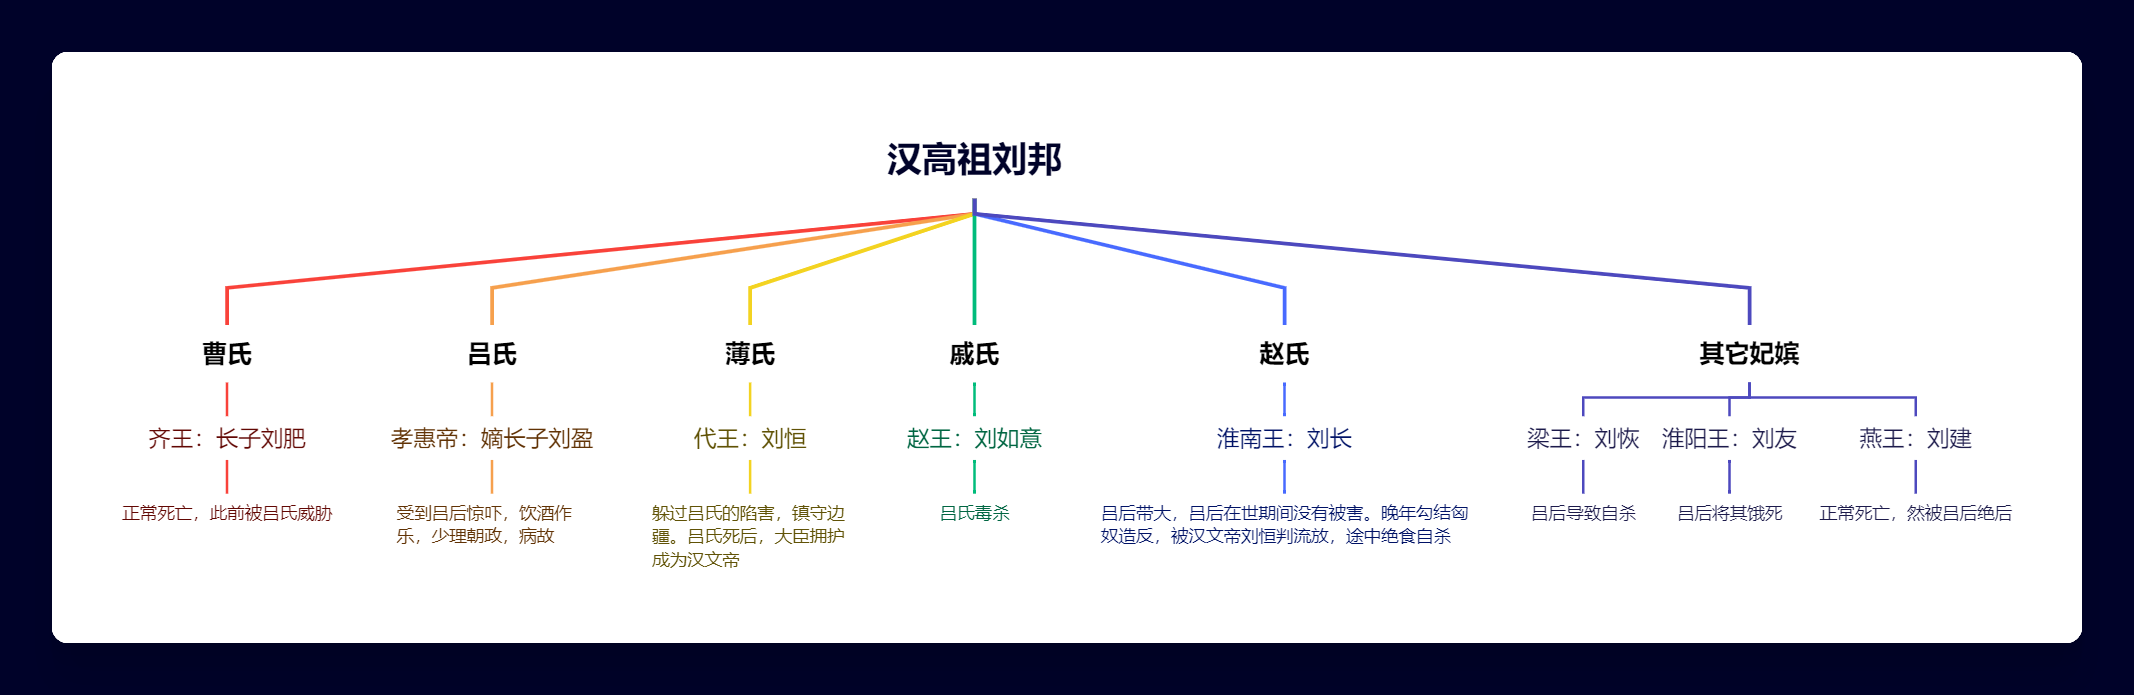 汉高祖刘邦
曹氏
吕氏
薄氏
戚氏
赵氏
其它妃嫔
齐王：长子刘肥
孝惠帝：嫡长子刘盈
代王：刘恒
赵王：刘如意
淮南王：刘长
梁王：刘恢
淮阳王：刘友
燕王：刘建
正常死亡，此前被吕氏威胁
受到吕后惊吓，饮酒作
乐，少理朝政，病故
躲过吕氏的陷害，镇守边
疆。吕氏死后，大臣拥护
成为汉文帝
吕氏毒杀
吕后带大，吕后在世期间没有被害。晚年勾结匈
奴造反，被汉文帝刘恒判流放，途中绝食自杀
吕后导致自杀
吕后将其饿死
正常死亡，然被吕后绝后